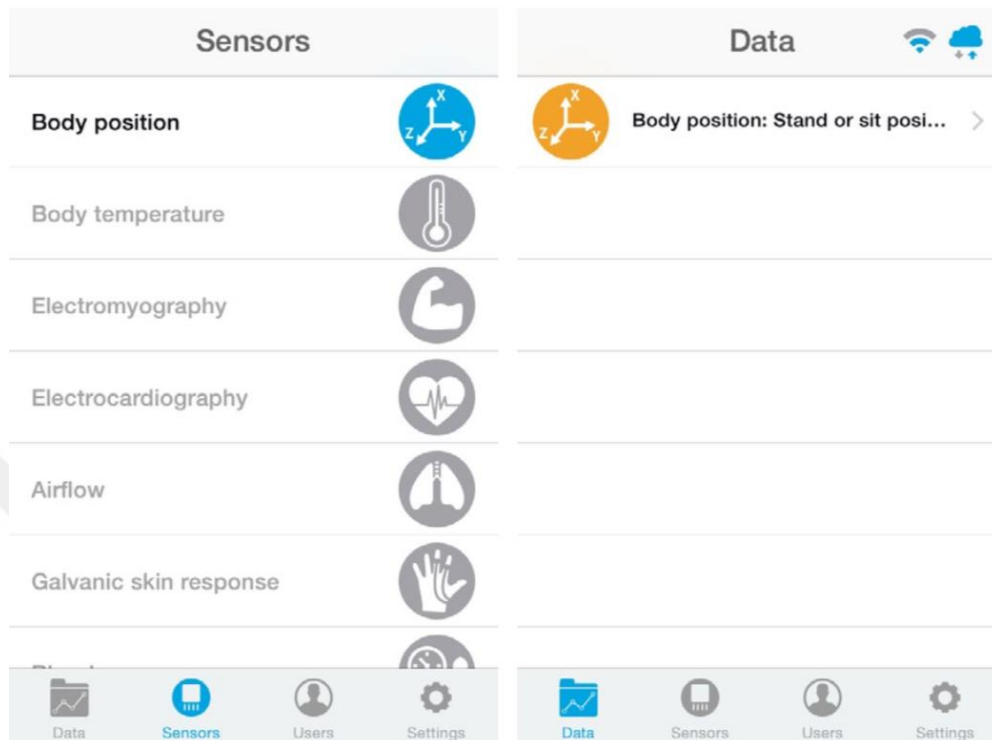 Sensors
Body position
X
Z
Y
Body temperature
Electromyography
Electrocardiography
Airflow
Galvanic skin response
Data
Sensors
Users
Settings
Data
X
Z
Y
Body position: Stand or sit posi...
Data
Sensors
Users
Settings